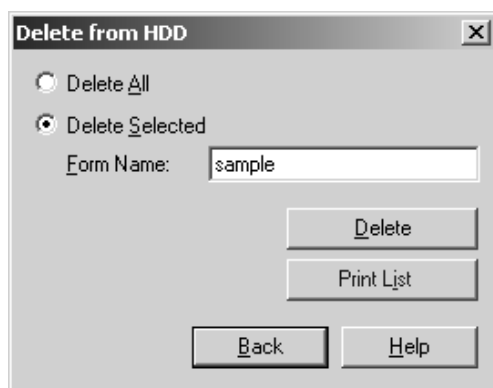 Delete from HDD
Delete All
Delete Selected
Form Name: sample
Delete
Print List
Back Help